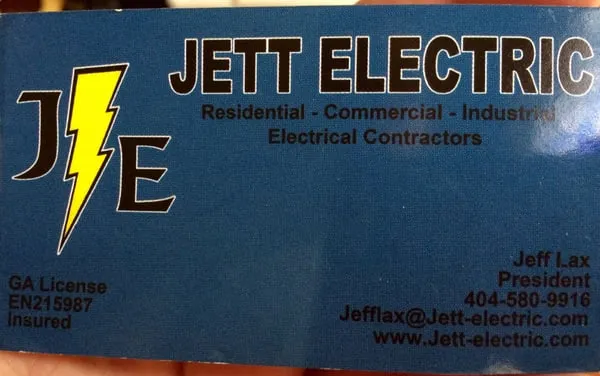 JETT ELECTRIC
Residential - Commercial - Industrial
Electrical Contractors
J E
GA License
EN215987
Insured
Jeff Lax
President
404-580-9916
Jefflax@Jett-electric.com
www.Jett-electric.com